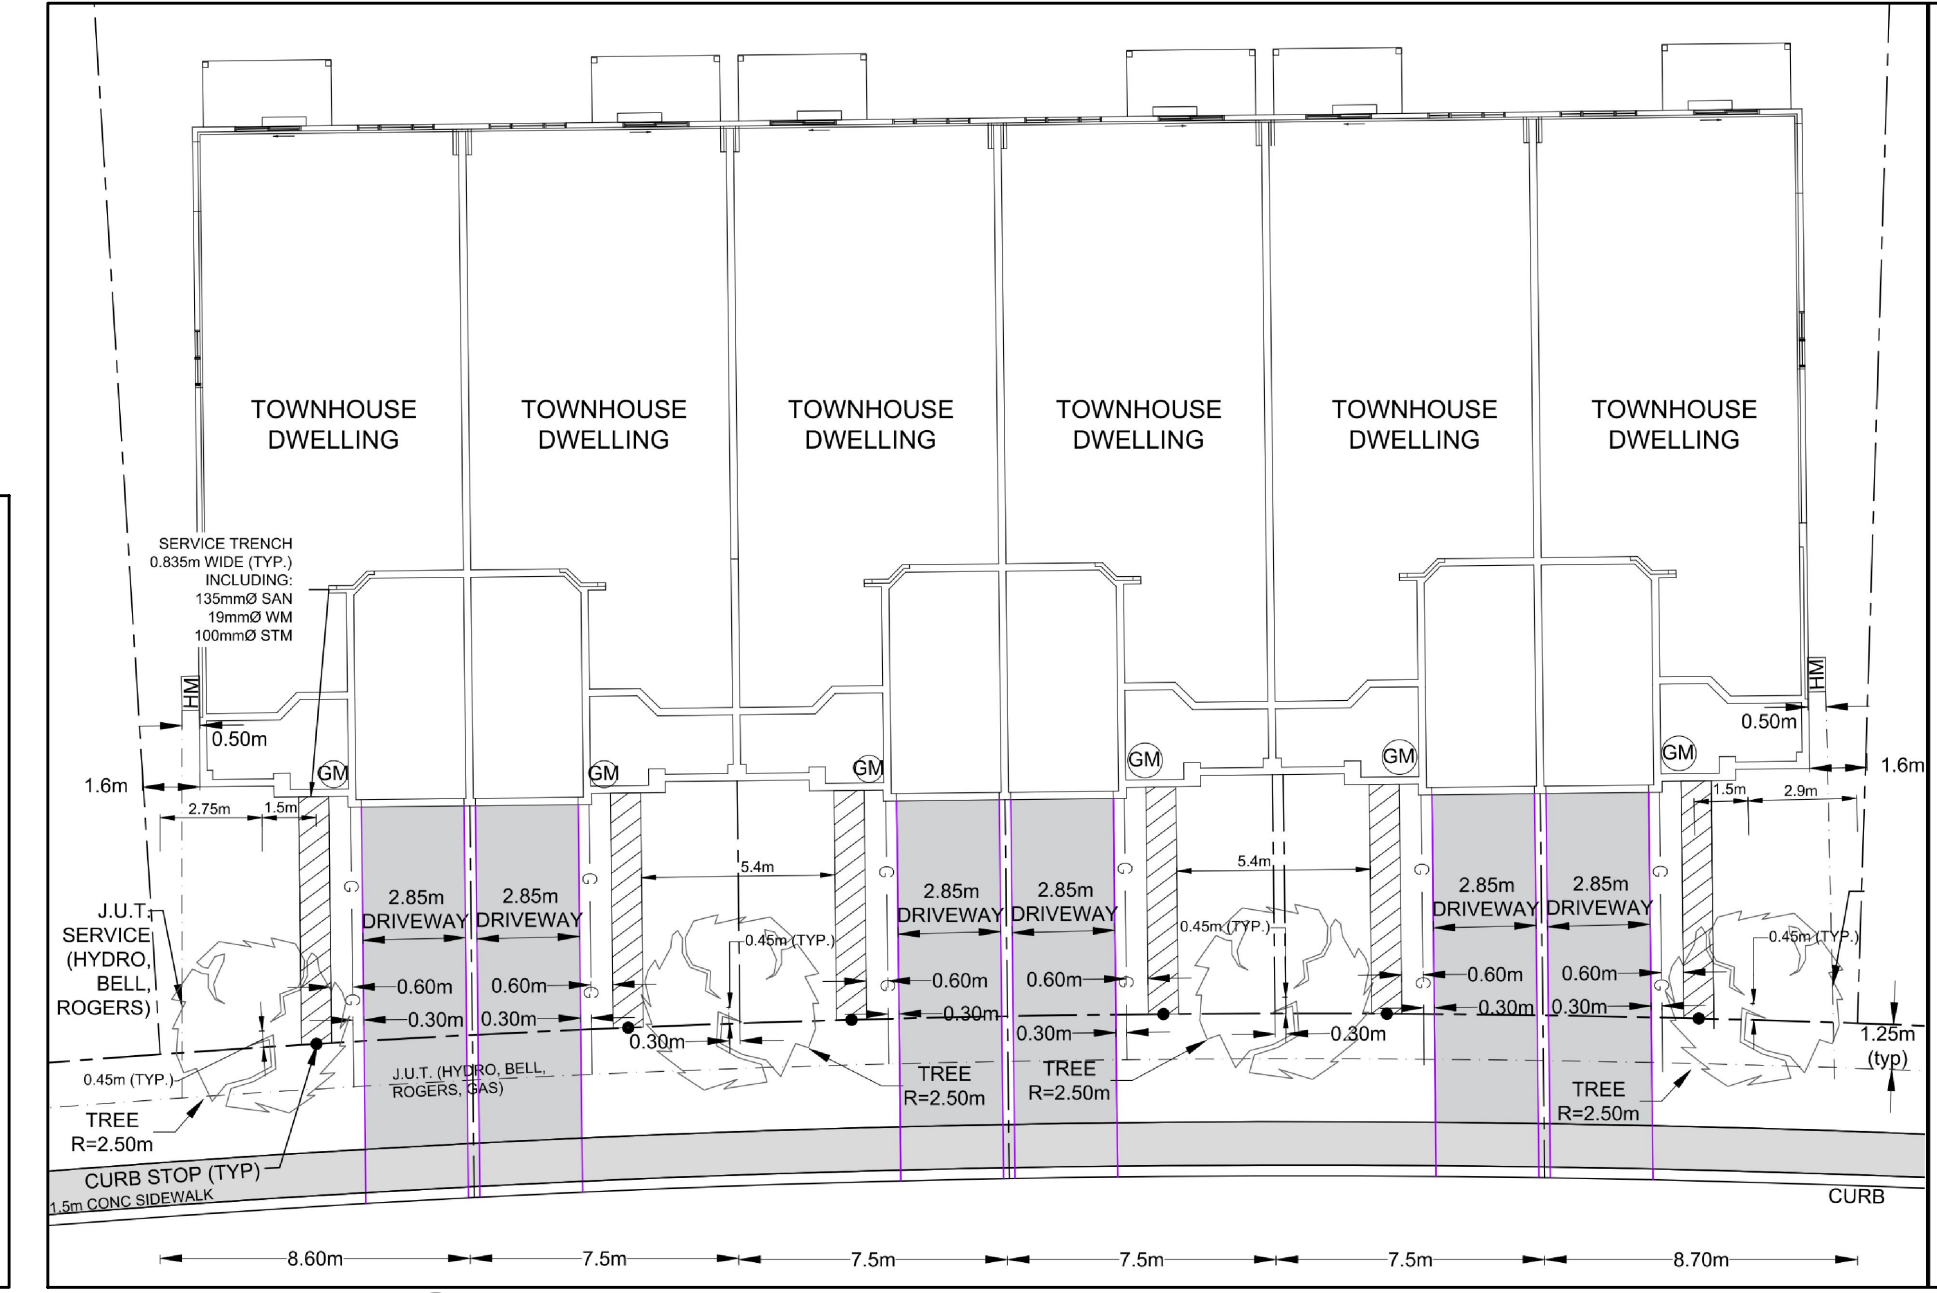 TOWNHOUSE
DWELLING
TOWNHOUSE
DWELLING
TOWNHOUSE
DWELLING
TOWNHOUSE
DWELLING
TOWNHOUSE
DWELLING
TOWNHOUSE
DWELLING
SERVICE TRENCH
0.835m WIDE (TYP.)
INCLUDING:
135mmØ SAN
19mmØ WM
100mmØ STM
HM
HM
0.50m
0.50m
GM
GM
GM
GM
GM
GM
1.6m
1.6m
2.75m
1.5m
1.5m
2.9m
5.4m
5.4m
G
G
G
G
G
G
G
G
G
G
G
G
2.85m
DRIVEWAY
2.85m
DRIVEWAY
2.85m
DRIVEWAY
2.85m
DRIVEWAY
2.85m
DRIVEWAY
2.85m
DRIVEWAY
J.U.T.
SERVICE
(HYDRO,
BELL,
ROGERS)
0.45m (TYP.)
0.45m (TYP.)
0.45m (TYP.)
0.60m
0.60m
0.60m
0.60m
0.60m
0.60m
0.30m
0.30m
0.30m
0.30m
0.30m
0.30m
0.30m
0.30m
1.25m
(typ)
0.45m (TYP.)
J.U.T. (HYDRO, BELL,
ROGERS, GAS)
TREE
R=2.50m
TREE
R=2.50m
TREE
R=2.50m
TREE
R=2.50m
CURB STOP (TYP)
1.5m CONC SIDEWALK
CURB
8.60m
7.5m
7.5m
7.5m
7.5m
8.70m